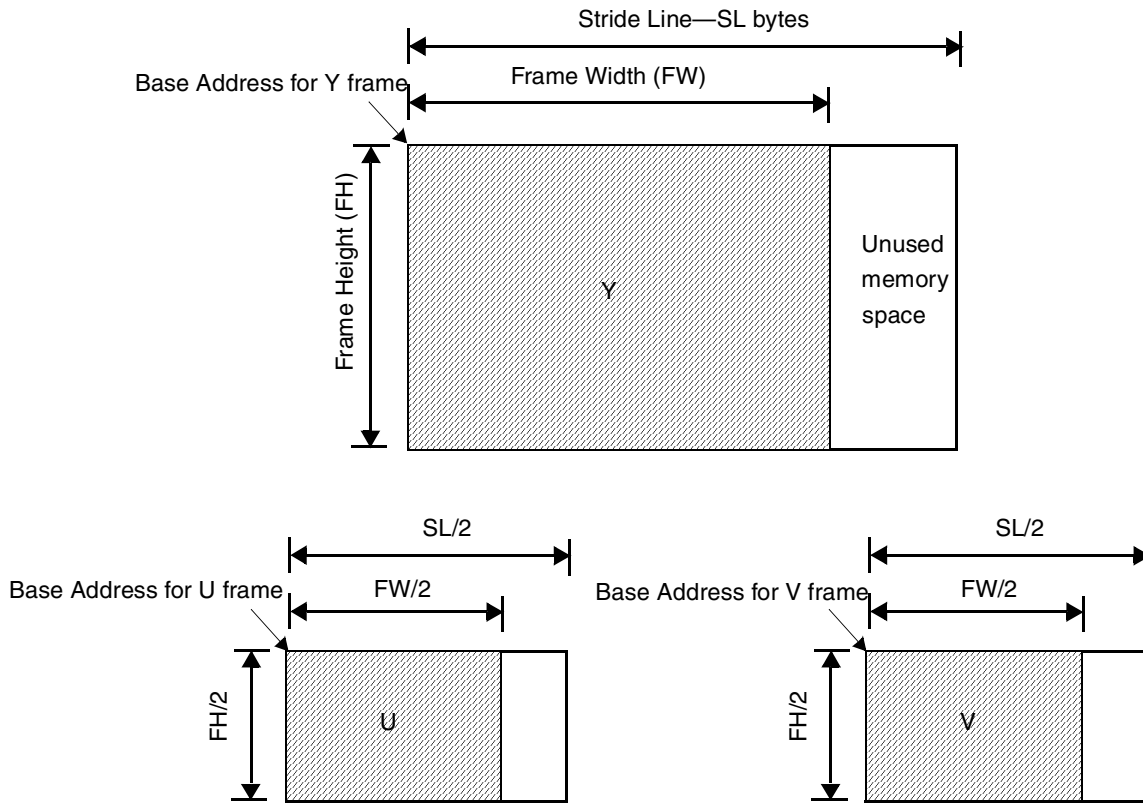 Stride Line—SL bytes
Base Address for Y frame
Frame Width (FW)
Frame Height (FH)
Y
Unused
memory
space
SL/2
Base Address for U frame
FW/2
FH/2
U
SL/2
Base Address for V frame
FW/2
FH/2
V